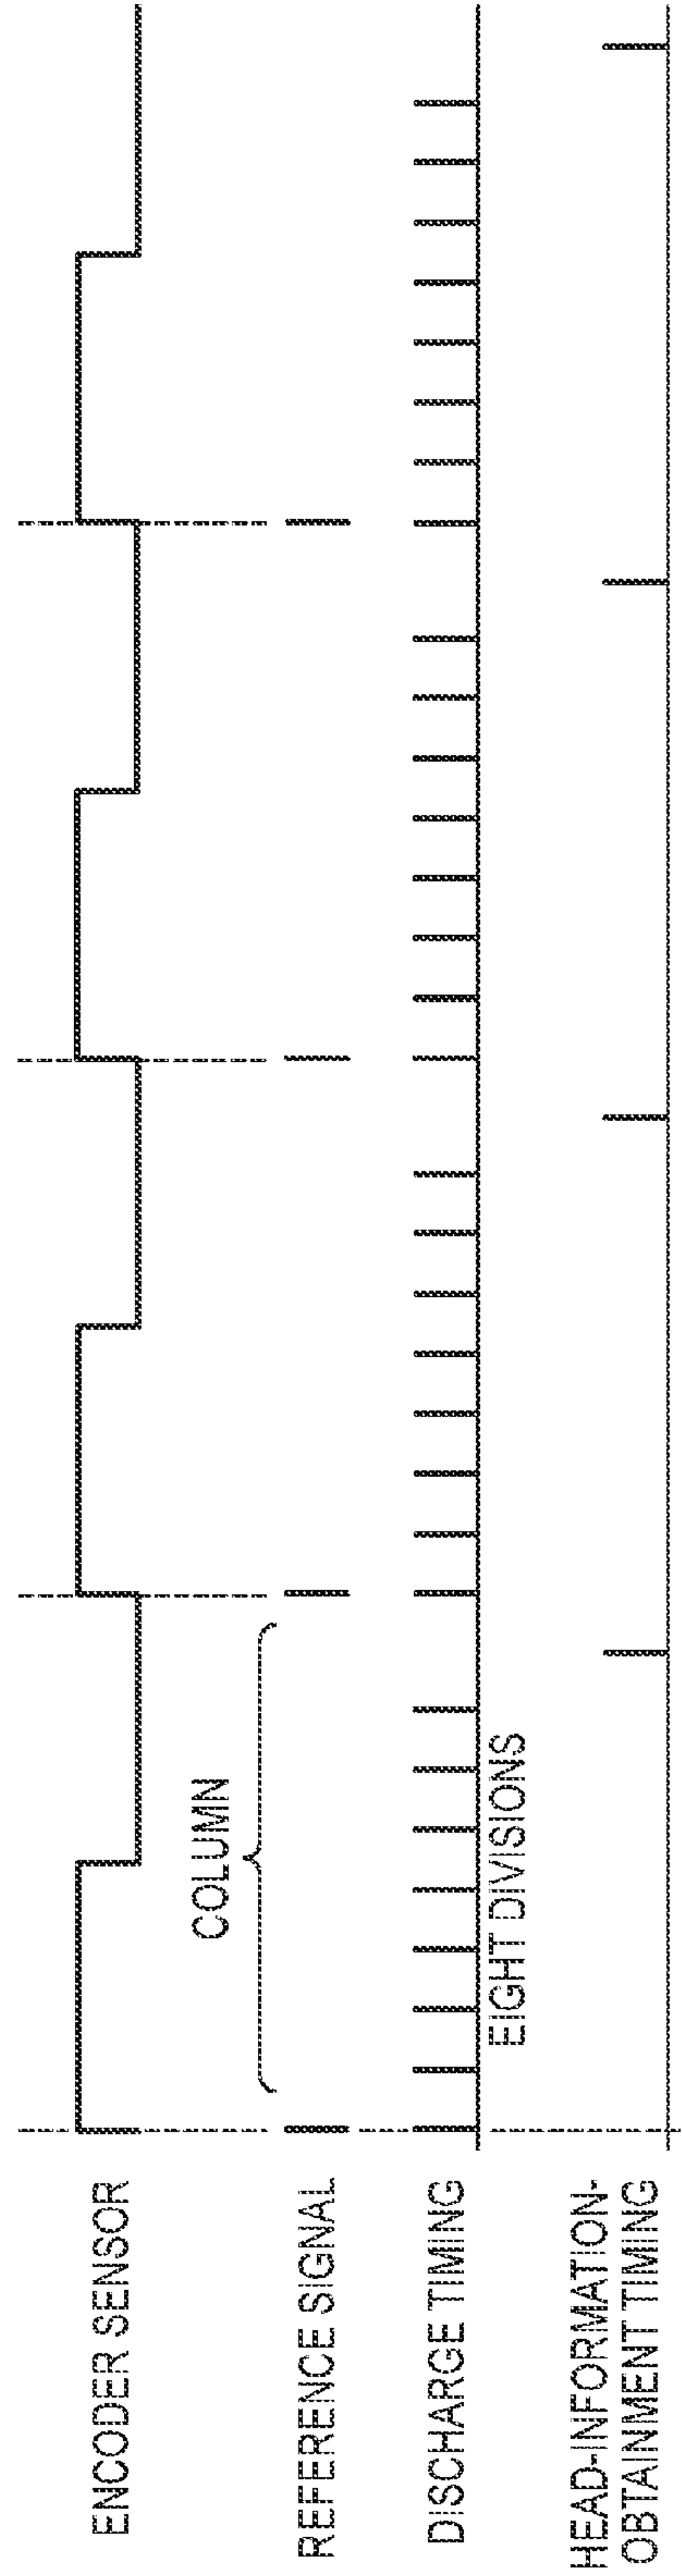 ENCODER SENSOR
COLUMN
REFERENCE SIGNAL
DISCHARGE TIMING
EIGHT DIVISIONS
HEAD-INFORMATION-
OBTAINMENT TIMING